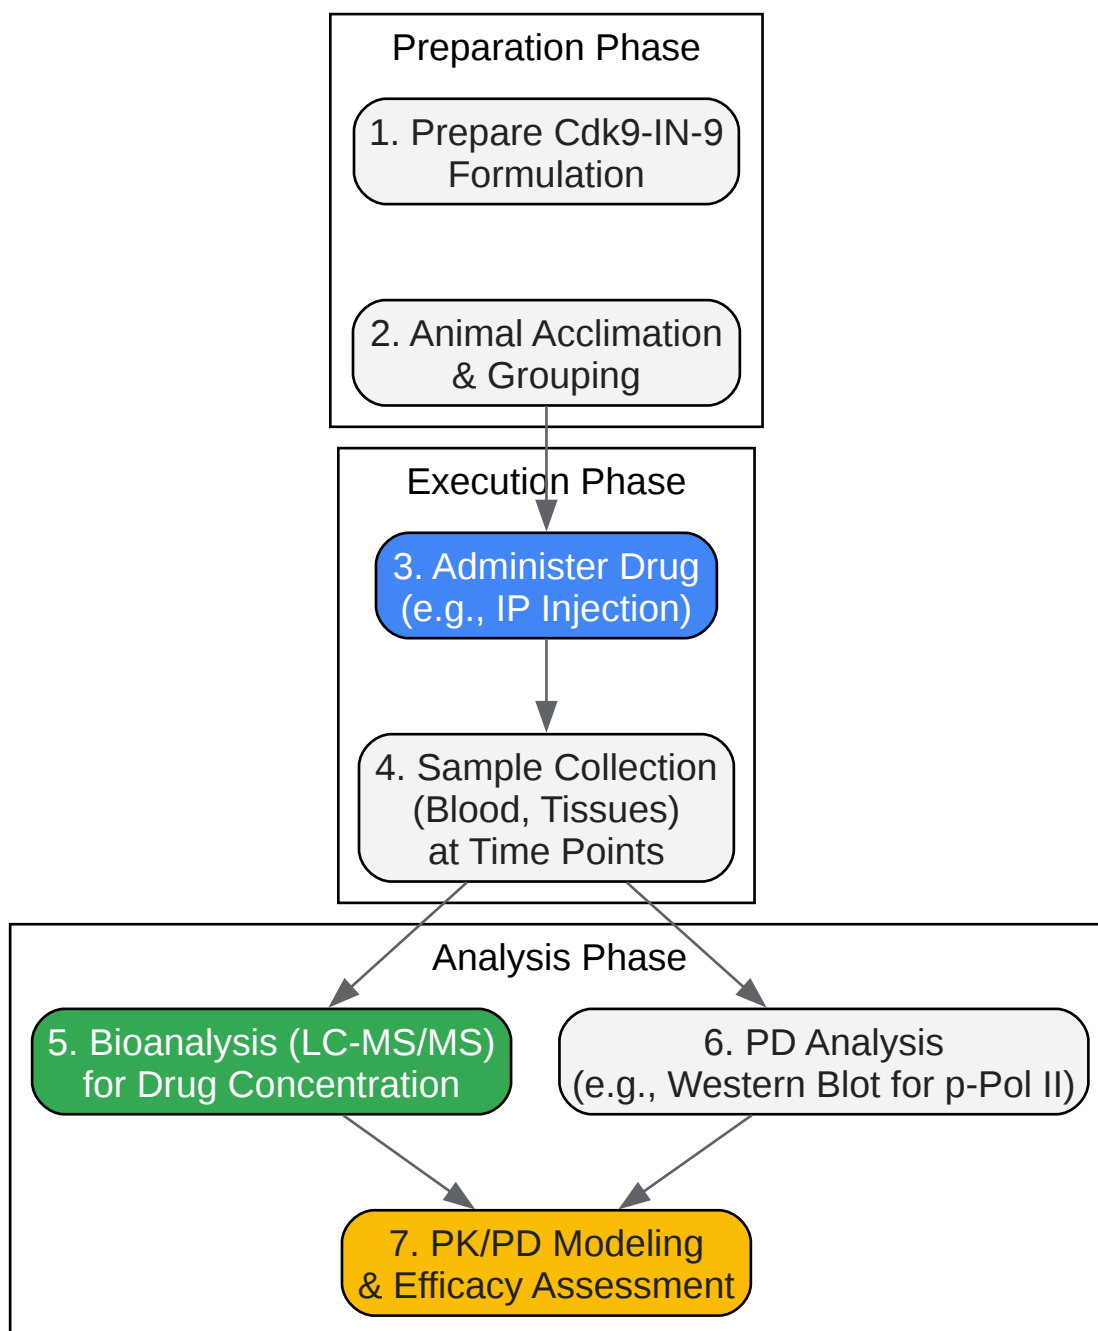 Preparation Phase
1. Prepare Cdk9-IN-9
Formulation
2. Animal Acclimation
& Grouping
Execution Phase
3. Administer Drug
(e.g., IP Injection)
4. Sample Collection
(Blood, Tissues)
at Time Points
Analysis Phase
5. Bioanalysis (LC-MS/MS)
for Drug Concentration
6. PD Analysis
(e.g., Western Blot for p-Pol II)
7. PK/PD Modeling
& Efficacy Assessment